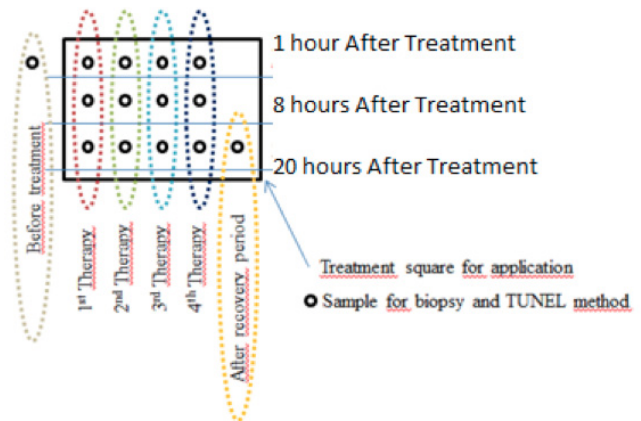 1 hour After Treatment
8 hours After Treatment
20 hours After Treatment
Before treatment
1st Therapy
2nd Therapy
3rd Therapy
4th Therapy
After recovery period
Treatment square for application
Sample for biopsy and TUNEL method